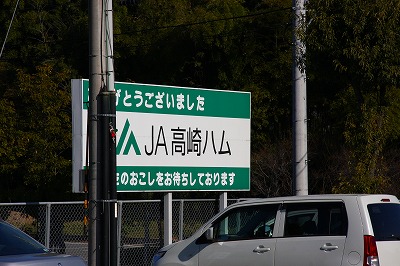 がとうございました
JA高崎ハム
のおこしをお待ちしております